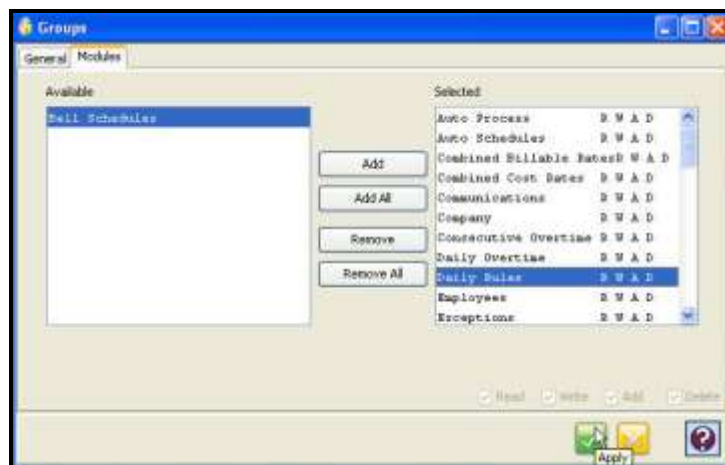 Groups
General Modules
Available
Selected
Bell Schedules
Auto Process R W A D
Auto Schedules R W A D
Combined Billable RatesR W A D
Combined Cost Rates R W A D
Communications R W A D
Company R W A D
Consecutive Overtime R W A D
Daily Overtime R W A D
Daily Rules R W A D
Employees R W A D
Exceptions R W A D
Add
Add All
Remove
Remove All
Read Write Add Delete
Apply